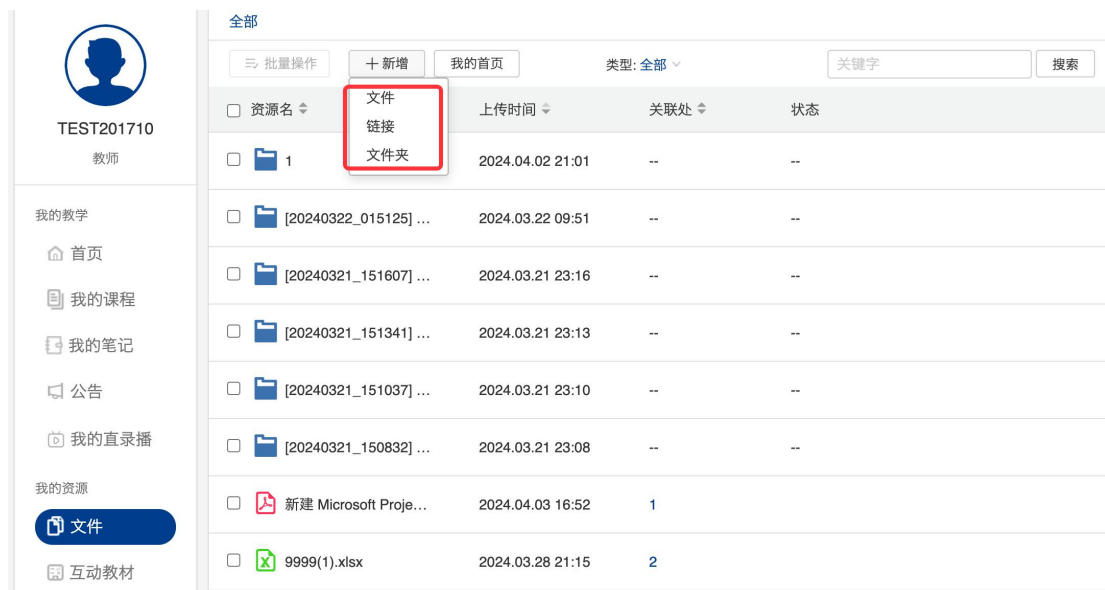 TEST201710
教师
我的教学
首页
我的课程
我的笔记
公告
我的直录播
我的资源
文件
互动教材
全部
批量操作 新增 我的首页 类型: 全部 关键字 搜索
文件
链接
文件夹
资源名 上传时间 关联处 状态
1 2024.04.02 21:01 -- --
[20240322_015125] ... 2024.03.22 09:51 -- --
[20240321_151607] ... 2024.03.21 23:16 -- --
[20240321_151341] ... 2024.03.21 23:13 -- --
[20240321_151037] ... 2024.03.21 23:10 -- --
[20240321_150832] ... 2024.03.21 23:08 -- --
新建 Microsoft Proje... 2024.04.03 16:52 1
9999(1).xlsx 2024.03.28 21:15 2